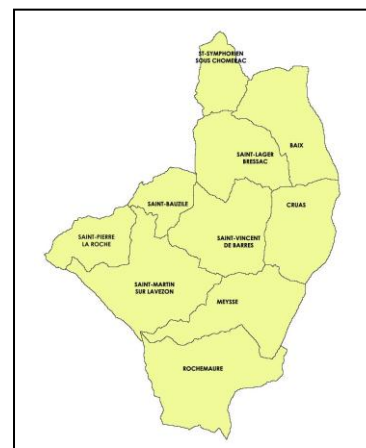 ST-SYMPHORIEN
SOUS CHOMERAC
BAIX
SAINT-LAGER
BRESSAC
SAINT-BAUZILE
CRUAS
SAINT-PIERRE
LA ROCHE
SAINT-VINCENT
DE BARRES
SAINT-MARTIN
SUR LAVEZON
MEYSSE
ROCHEMAURE